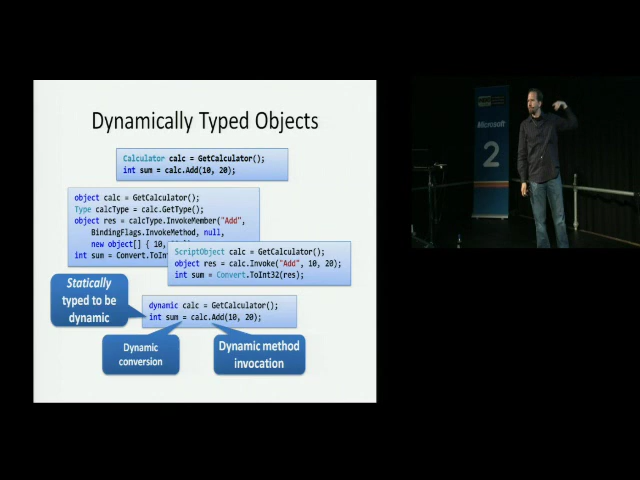 Dynamically Typed Objects
Calculator calc = GetCalculator();
int sum = calc.Add(10, 20);
object calc = GetCalculator();
Type calcType = calc.GetType();
object res = calcType.InvokeMember("Add",
BindingFlags.InvokeMethod, null,
new object[] { 10,
int sum = Convert.ToInt
ScriptObject calc = GetCalculator();
object res = calc.Invoke("Add", 10, 20);
int sum = Convert.ToInt32(res);
Statically
typed to be
dynamic
dynamic calc = GetCalculator();
int sum = calc.Add(10, 20);
Dynamic
conversion
Dynamic method
invocation
Microsoft
2